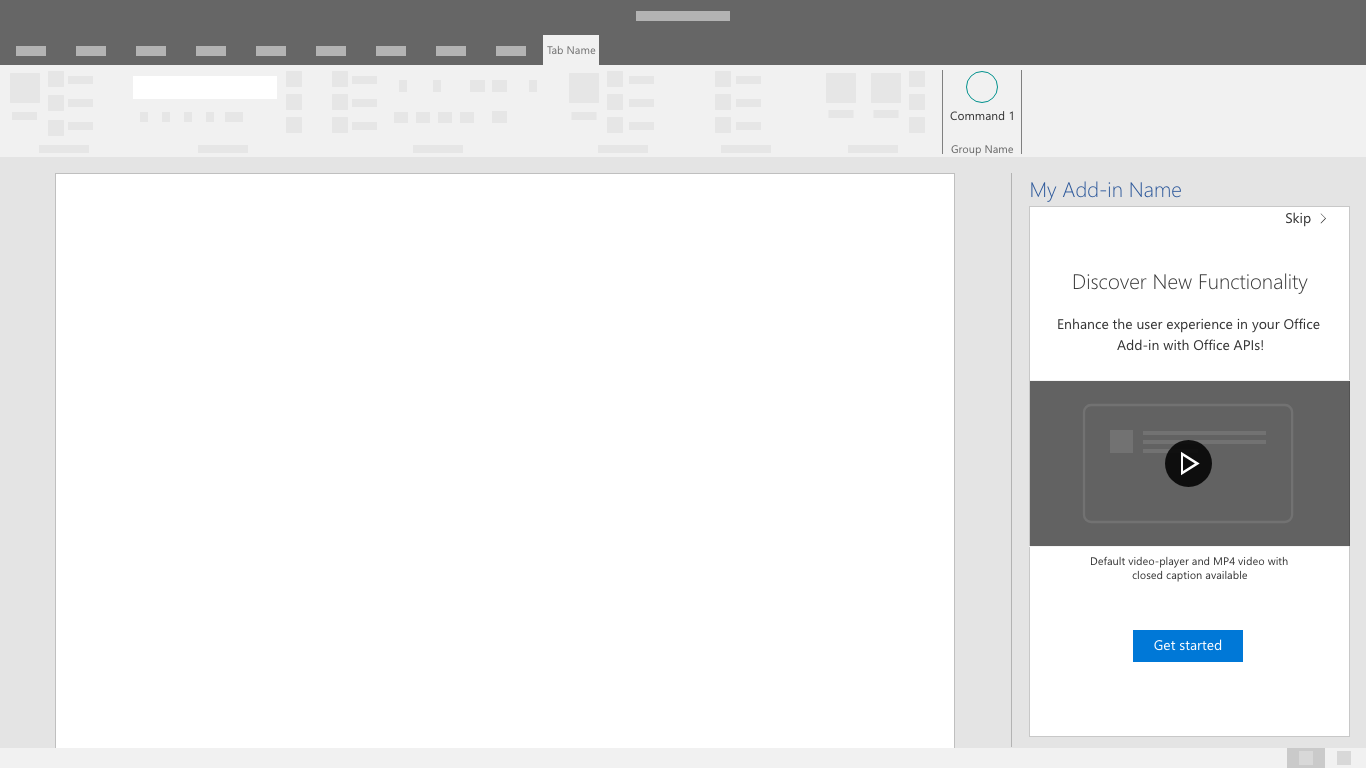 Tab Name
Command 1
Group Name
My Add-in Name
Skip
Discover New Functionality
Enhance the user experience in your Office
Add-in with Office APIs!
Default video-player and MP4 video with
closed caption available
Get started